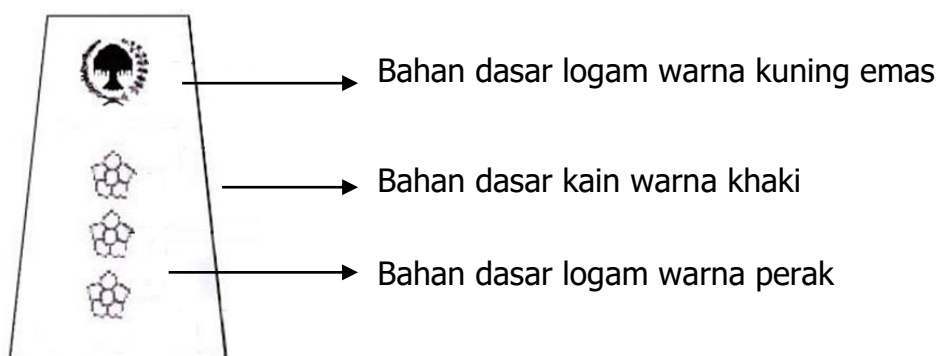 Bahan dasar logam warna kuning emas
Bahan dasar kain warna khaki
Bahan dasar logam warna perak